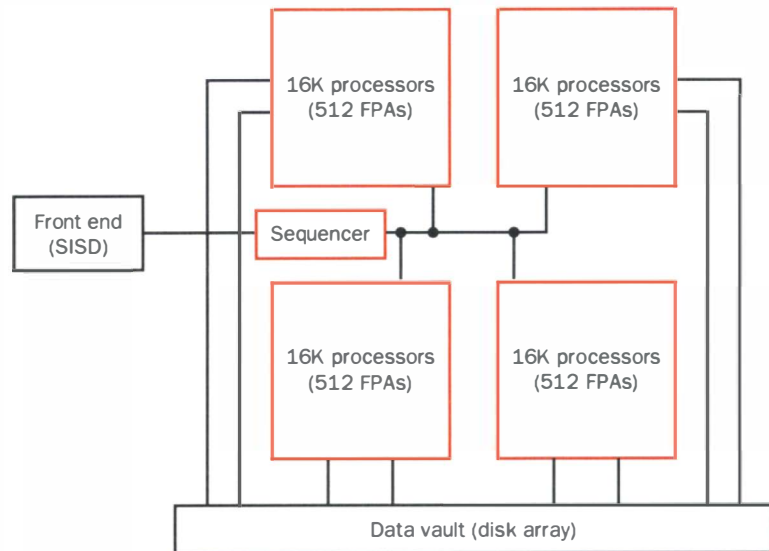 16K processors
(512 FPAs)
16K processors
(512 FPAs)
Front end
(SISD)
Sequencer
16K processors
(512 FPAs)
16K processors
(512 FPAs)
Data vault (disk array)